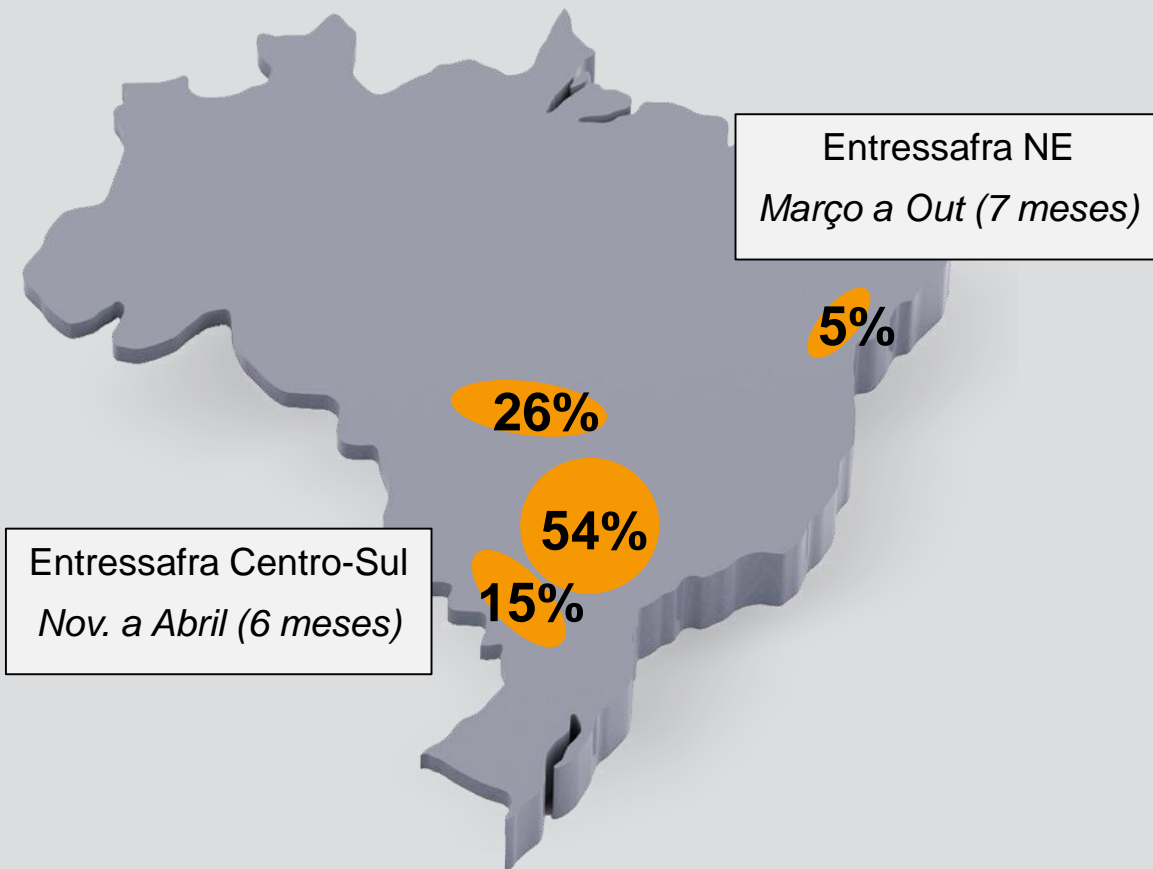 Entressafra NE
Março a Out (7 meses)
5%
26%
54%
15%
Entressafra Centro-Sul
Nov. a Abril (6 meses)